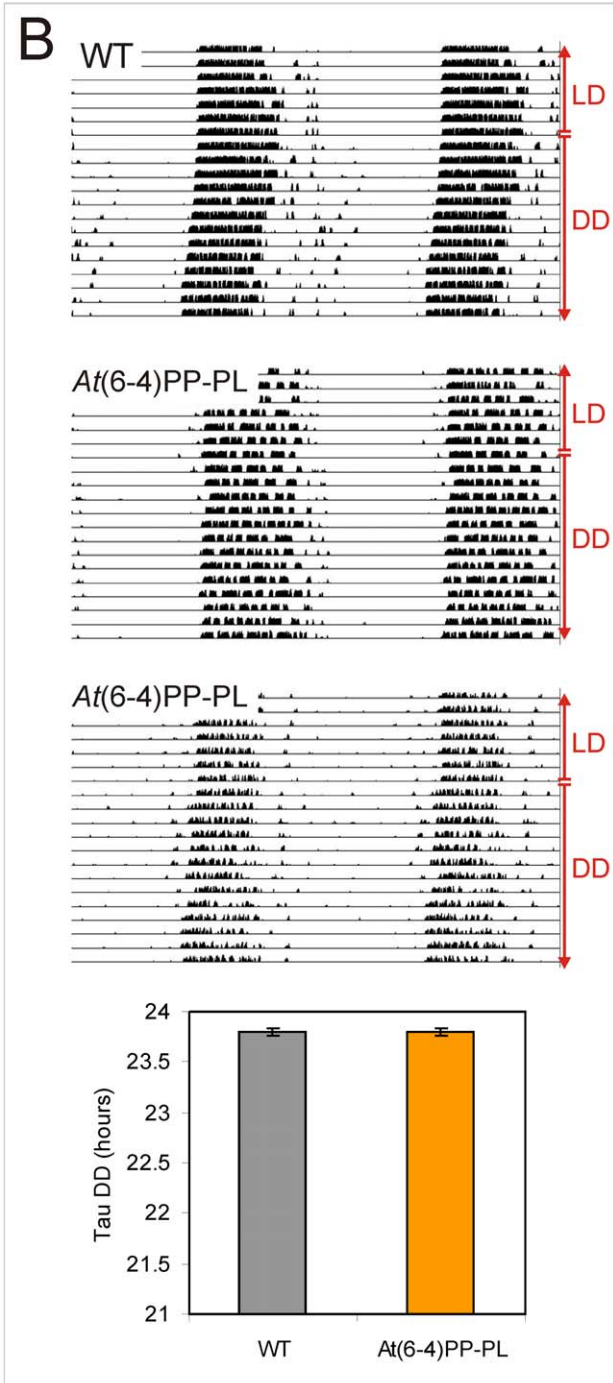 B
WT
LD
DD
At(6-4)PP-PL
LD
DD
At(6-4)PP-PL
LD
DD
24
23.5
23
22.5
22
21.5
21
Tau DD (hours)
WT At(6-4)PP-PL